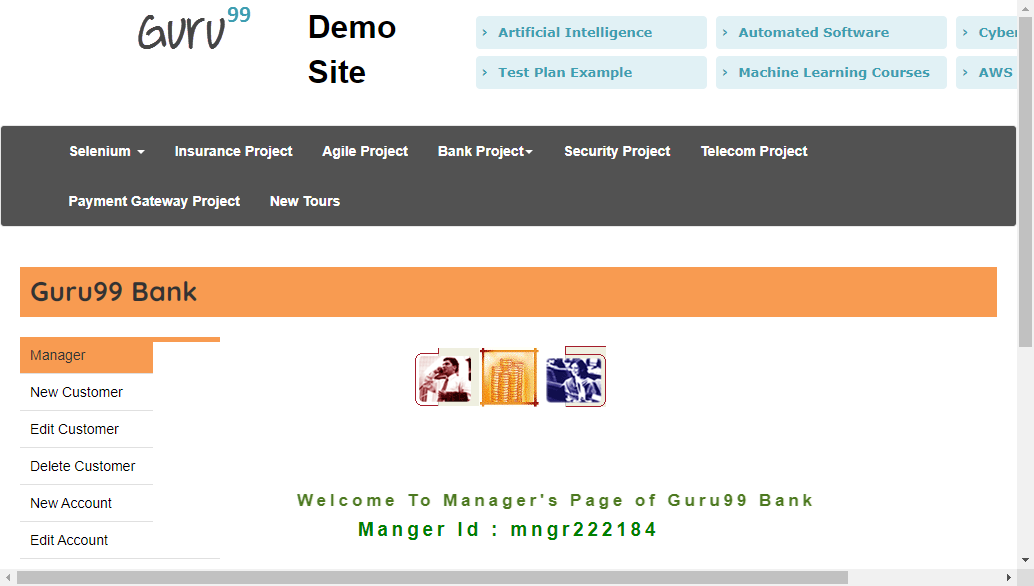 Guru99
Demo
Site
› Artificial Intelligence
› Automated Software
› Cyber
› Test Plan Example
› Machine Learning Courses
› AWS
Selenium
Insurance Project
Agile Project
Bank Project
Security Project
Telecom Project
Payment Gateway Project
New Tours
Guru99 Bank
Manager
New Customer
Edit Customer
Delete Customer
New Account
Edit Account
Welcome To Manager's Page of Guru99 Bank
Manger Id : mngr222184